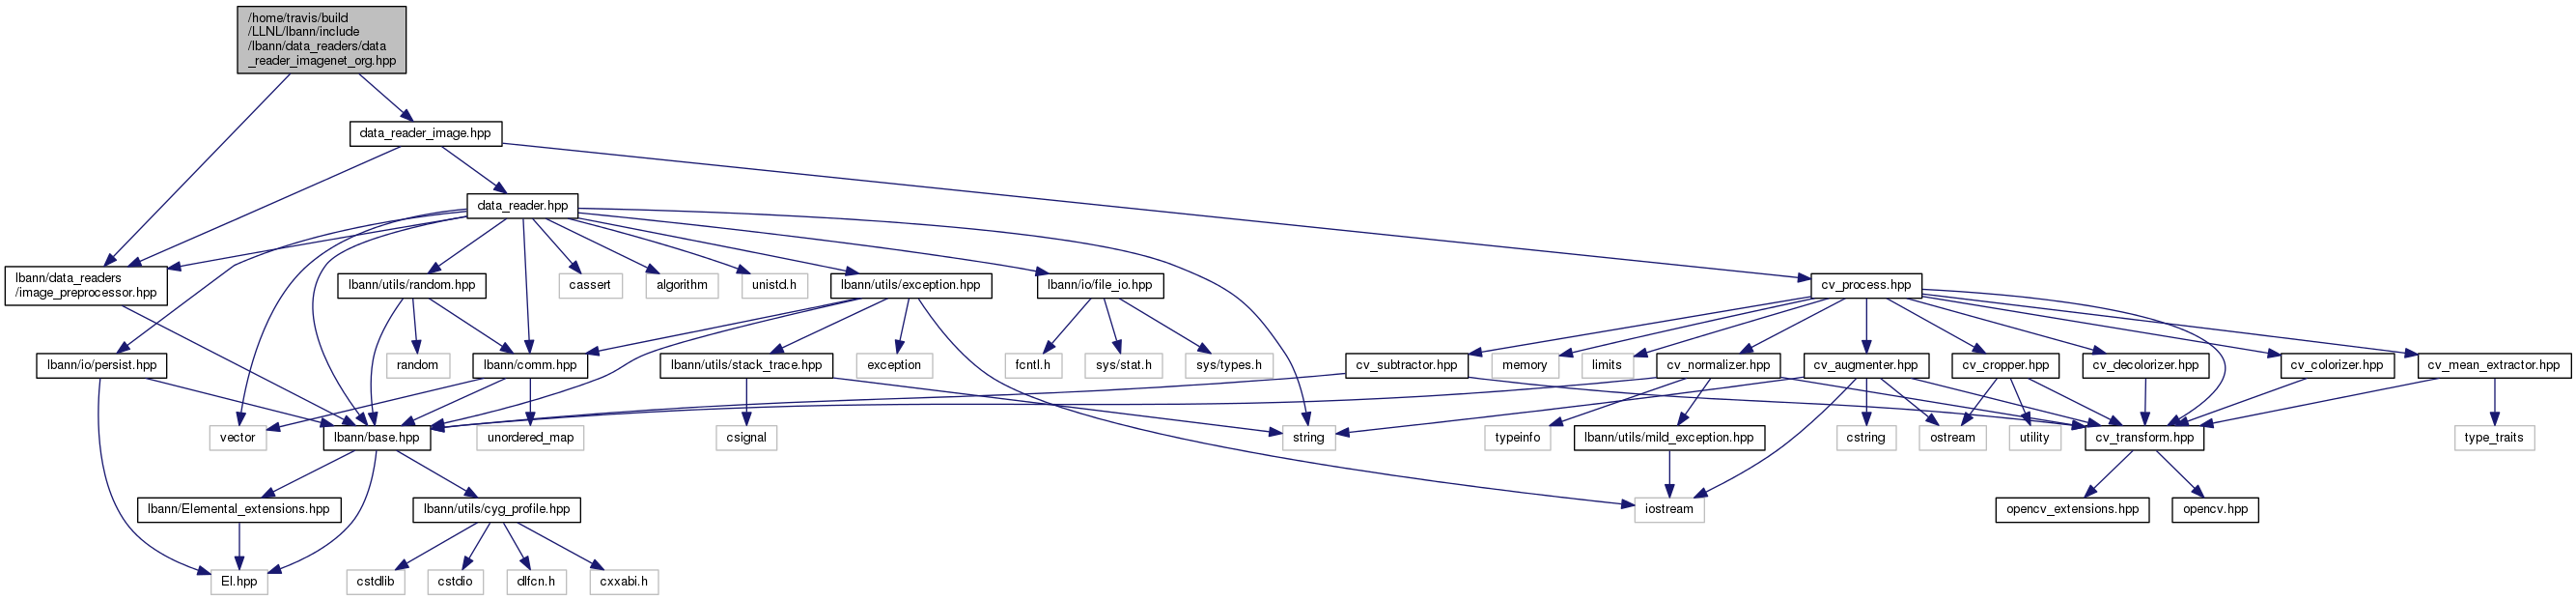 /home/travis/build
/LLNL/lbann/include
/lbann/data_readers/data
_reader_imagenet_org.hpp
data_reader_image.hpp
data_reader.hpp
lbann/data_readers
/image_preprocessor.hpp
lbann/utils/random.hpp
cassert
algorithm
unistd.h
lbann/utils/exception.hpp
lbann/io/file_io.hpp
cv_process.hpp
lbann/io/persist.hpp
random
lbann/comm.hpp
lbann/utils/stack_trace.hpp
exception
fcntl.h
sys/stat.h
sys/types.h
cv_subtractor.hpp
memory
limits
cv_normalizer.hpp
cv_augmenter.hpp
cv_cropper.hpp
cv_decolorizer.hpp
cv_colorizer.hpp
cv_mean_extractor.hpp
vector
lbann/base.hpp
unordered_map
csignal
string
typeinfo
lbann/utils/mild_exception.hpp
cstring
ostream
utility
cv_transform.hpp
type_traits
lbann/Elemental_extensions.hpp
lbann/utils/cyg_profile.hpp
iostream
opencv_extensions.hpp
opencv.hpp
El.hpp
cstdlib
cstdio
dlfcn.h
cxxabi.h